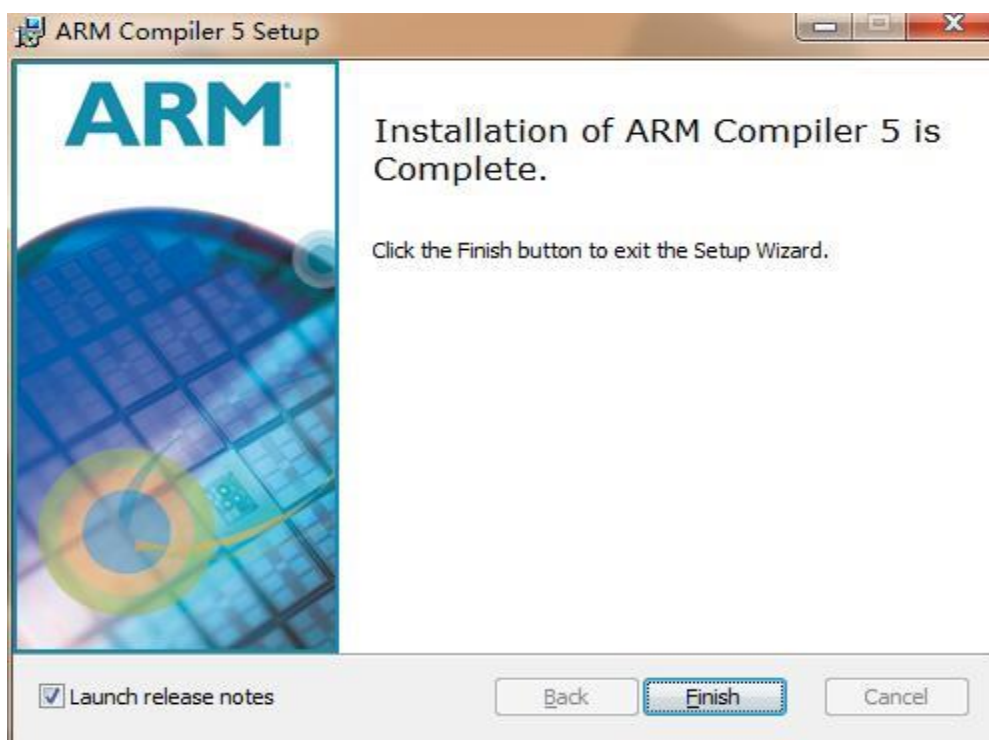 ARM Compiler 5 Setup
ARM
Installation of ARM Compiler 5 is
Complete.
Click the Finish button to exit the Setup Wizard.
Launch release notes
Back
Finish
Cancel